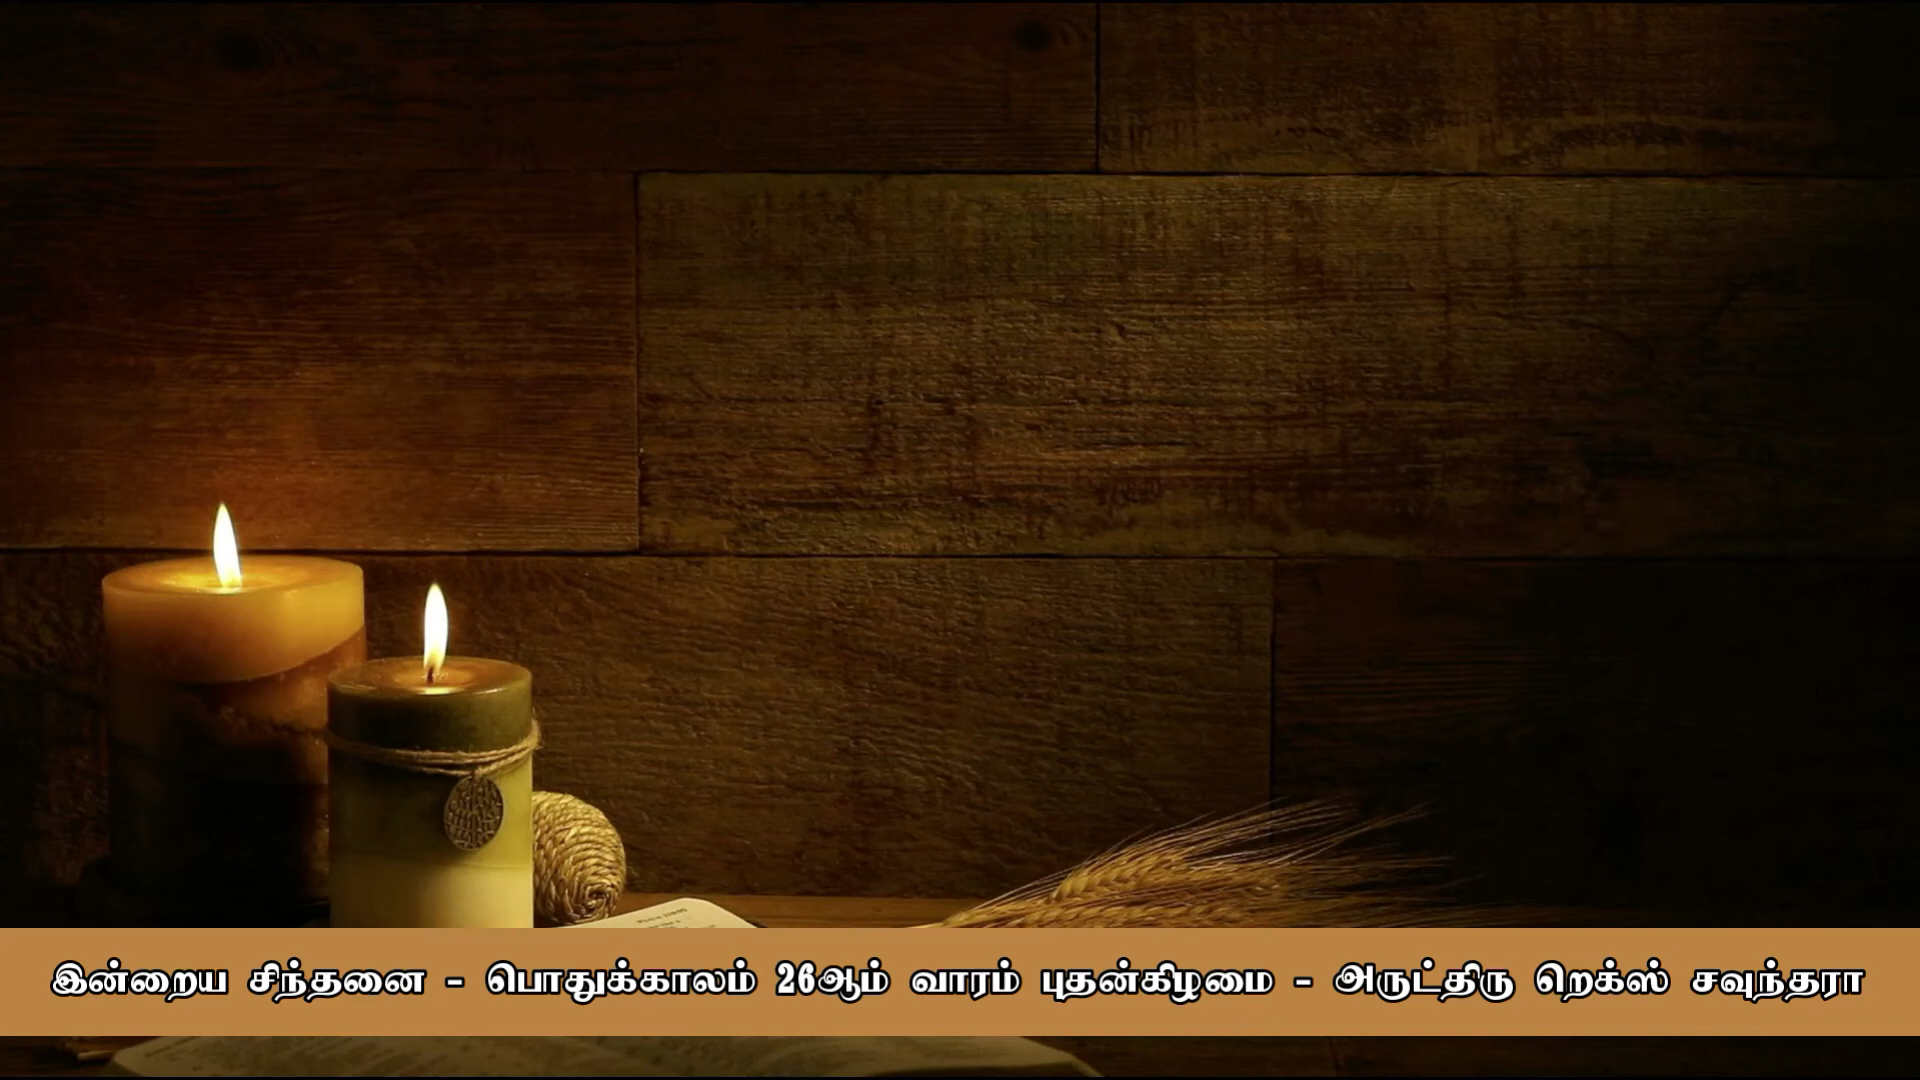 இன்றைய சிந்தனை - பொதுக்காலம் 26ஆம் வாரம் புதன்கிழமை - அருட்திரு றெக்ஸ் சவுந்தரா